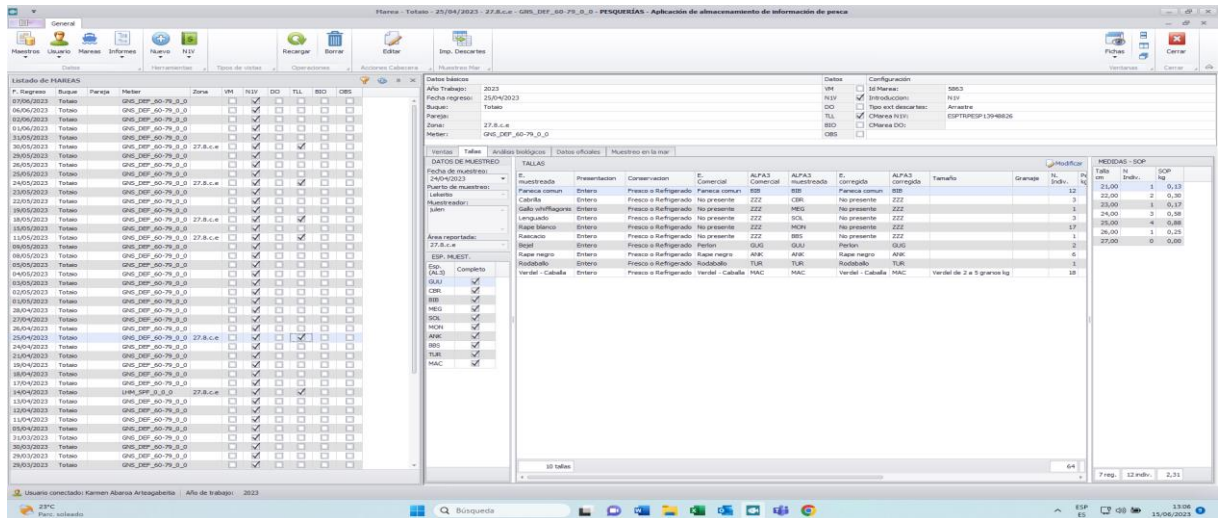 Marea - Totaio - 25/04/2023 - 27.8.c.e - GNS_DEF_60-79_0_0 - PESQUERÍAS - Aplicación de almacenamiento de información de pesca
General
Maestros Usuario Mareas Informes Nuevo N1V Recargar Borrar Editar Imp. Descartes Fichas Cerrar
Datos Herramientas Tipos de vistas Operaciones Acciones Cabecera Muestreo Mar Ventanas Cerrar
Listado de MAREAS
F. Regreso Buque Pareja Metier Zona VM N1V DO TLL BIO OBS
07/06/2023 Totaio GNS_DEF_60-79_0_0
06/06/2023 Totaio GNS_DEF_60-79_0_0
02/06/2023 Totaio GNS_DEF_60-79_0_0
01/06/2023 Totaio GNS_DEF_60-79_0_0
31/05/2023 Totaio GNS_DEF_60-79_0_0
30/05/2023 Totaio GNS_DEF_60-79_0_0 27.8.c.e
29/05/2023 Totaio GNS_DEF_60-79_0_0
26/05/2023 Totaio GNS_DEF_60-79_0_0
25/05/2023 Totaio GNS_DEF_60-79_0_0
24/05/2023 Totaio GNS_DEF_60-79_0_0 27.8.c.e
23/05/2023 Totaio GNS_DEF_60-79_0_0
22/05/2023 Totaio GNS_DEF_60-79_0_0
19/05/2023 Totaio GNS_DEF_60-79_0_0
18/05/2023 Totaio GNS_DEF_60-79_0_0 27.8.c.e
15/05/2023 Totaio GNS_DEF_60-79_0_0
11/05/2023 Totaio GNS_DEF_60-79_0_0 27.8.c.e
09/05/2023 Totaio GNS_DEF_60-79_0_0
08/05/2023 Totaio GNS_DEF_60-79_0_0
05/05/2023 Totaio GNS_DEF_60-79_0_0
04/05/2023 Totaio GNS_DEF_60-79_0_0
03/05/2023 Totaio GNS_DEF_60-79_0_0
02/05/2023 Totaio GNS_DEF_60-79_0_0
01/05/2023 Totaio GNS_DEF_60-79_0_0
28/04/2023 Totaio GNS_DEF_60-79_0_0
27/04/2023 Totaio GNS_DEF_60-79_0_0
26/04/2023 Totaio GNS_DEF_60-79_0_0
25/04/2023 Totaio GNS_DEF_60-79_0_0 27.8.c.e
24/04/2023 Totaio GNS_DEF_60-79_0_0
21/04/2023 Totaio GNS_DEF_60-79_0_0
19/04/2023 Totaio GNS_DEF_60-79_0_0
18/04/2023 Totaio GNS_DEF_60-79_0_0
17/04/2023 Totaio GNS_DEF_60-79_0_0
14/04/2023 Totaio LHM_SPF_0_0_0 27.8.c.e
13/04/2023 Totaio GNS_DEF_60-79_0_0
12/04/2023 Totaio GNS_DEF_60-79_0_0
11/04/2023 Totaio GNS_DEF_60-79_0_0
05/04/2023 Totaio GNS_DEF_60-79_0_0
31/03/2023 Totaio GNS_DEF_60-79_0_0
30/03/2023 Totaio GNS_DEF_60-79_0_0
29/03/2023 Totaio GNS_DEF_60-79_0_0
28/03/2023 Totaio GNS_DEF_60-79_0_0
Datos básicos
Año Trabajo: 2023
Fecha regreso: 25/04/2023
Buque: Totaio
Pareja:
Zona: 27.8.c.e
Metier: GNS_DEF_60-79_0_0
Datos
VM
N1V
DO
TLL
BIO
OBS
Configuración
Id Marea: 5863
Introduccion: N1V
Tipo ext descartes: Arrastre
CMarea N1V: ESPTRPESP13948826
CMarea DO:
Ventas Tallas Análisis biológicos Datos oficiales Muestreo en la mar
DATOS DE MUESTREO
Fecha de muestreo:
24/04/2023
Puerto de muestreo:
Lekeitio
Muestreador:
julen
Área reportada:
27.8.c.e
ESP. MUEST.
Esp. (AL3) Completo
GUU
CBR
BIB
MEG
SOL
MON
ANK
BBS
TUR
MAC
TALLAS Modificar
E. muestreada Presentacion Conservacion E. Comercial ALFA3 Comercial ALFA3 muestreada E. corregida ALFA3 corregida Tamaño Granaje N. Indiv.
Faneca comun Entero Fresco o Refrigerado Faneca comun BIB BIB Faneca comun BIB 12
Cabrilla Entero Fresco o Refrigerado No presente ZZZ CBR No presente ZZZ 3
Gallo whiffiagonis Entero Fresco o Refrigerado No presente ZZZ MEG No presente ZZZ 1
Lenguado Entero Fresco o Refrigerado No presente ZZZ SOL No presente ZZZ 3
Rape blanco Entero Fresco o Refrigerado No presente ZZZ MON No presente ZZZ 17
Rascacio Entero Fresco o Refrigerado No presente ZZZ BBS No presente ZZZ 1
Bejel Entero Fresco o Refrigerado Perlon GUG GUU Perlon GUG 2
Rape negro Entero Fresco o Refrigerado Rape negro ANK ANK Rape negro ANK 6
Rodaballo Entero Fresco o Refrigerado Rodaballo TUR TUR Rodaballo TUR 1
Verdel - Caballa Entero Fresco o Refrigerado Verdel - Caballa MAC MAC Verdel - Caballa MAC Verdel de 2 a 5 granos kg 18
10 tallas 64
MEDIDAS - SOP
Talla cm N Indiv. SOP kg
21,00 1 0,13
22,00 2 0,30
23,00 1 0,17
24,00 3 0,58
25,00 4 0,88
26,00 1 0,25
27,00 0 0,00
7 reg. 12 indiv. 2,31
Usuario conectado: Karmen Abaroa Arteagabeitia Año de trabajo: 2023
23°C
Parc. soleado
Búsqueda
ESP
ES
13:06
15/06/2023